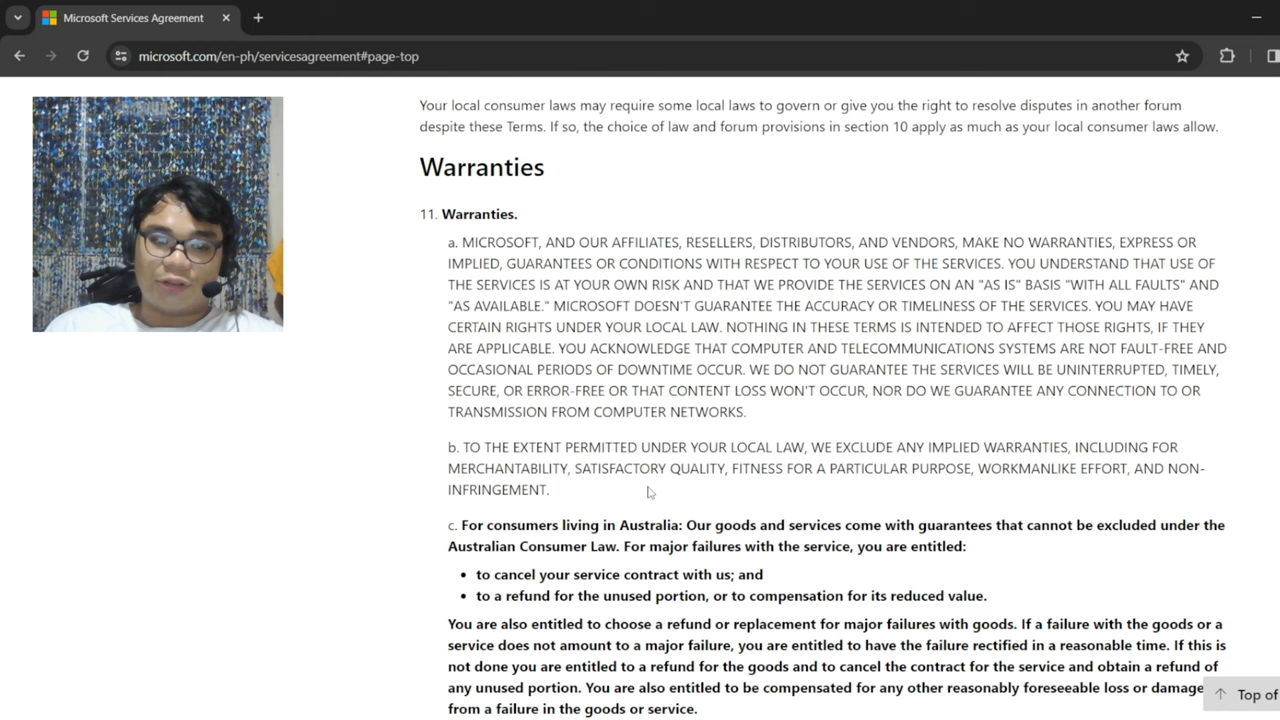 Microsoft Services Agreement
microsoft.com/en-ph/servicesagreement#page-top
Your local consumer laws may require some local laws to govern or give you the right to resolve disputes in another forum
despite these Terms. If so, the choice of law and forum provisions in section 10 apply as much as your local consumer laws allow.
Warranties
11. Warranties.
a. MICROSOFT, AND OUR AFFILIATES, RESELLERS, DISTRIBUTORS, AND VENDORS, MAKE NO WARRANTIES, EXPRESS OR
IMPLIED, GUARANTEES OR CONDITIONS WITH RESPECT TO YOUR USE OF THE SERVICES. YOU UNDERSTAND THAT USE OF
THE SERVICES IS AT YOUR OWN RISK AND THAT WE PROVIDE THE SERVICES ON AN "AS IS" BASIS "WITH ALL FAULTS" AND
"AS AVAILABLE." MICROSOFT DOESN'T GUARANTEE THE ACCURACY OR TIMELINESS OF THE SERVICES. YOU MAY HAVE
CERTAIN RIGHTS UNDER YOUR LOCAL LAW. NOTHING IN THESE TERMS IS INTENDED TO AFFECT THOSE RIGHTS, IF THEY
ARE APPLICABLE. YOU ACKNOWLEDGE THAT COMPUTER AND TELECOMMUNICATIONS SYSTEMS ARE NOT FAULT-FREE AND
OCCASIONAL PERIODS OF DOWNTIME OCCUR. WE DO NOT GUARANTEE THE SERVICES WILL BE UNINTERRUPTED, TIMELY,
SECURE, OR ERROR-FREE OR THAT CONTENT LOSS WON'T OCCUR, NOR DO WE GUARANTEE ANY CONNECTION TO OR
TRANSMISSION FROM COMPUTER NETWORKS.
b. TO THE EXTENT PERMITTED UNDER YOUR LOCAL LAW, WE EXCLUDE ANY IMPLIED WARRANTIES, INCLUDING FOR
MERCHANTABILITY, SATISFACTORY QUALITY, FITNESS FOR A PARTICULAR PURPOSE, WORKMANLIKE EFFORT, AND NON-
INFRINGEMENT.
c. For consumers living in Australia: Our goods and services come with guarantees that cannot be excluded under the
Australian Consumer Law. For major failures with the service, you are entitled:
• to cancel your service contract with us; and
• to a refund for the unused portion, or to compensation for its reduced value.
You are also entitled to choose a refund or replacement for major failures with goods. If a failure with the goods or a
service does not amount to a major failure, you are entitled to have the failure rectified in a reasonable time. If this is
not done you are entitled to a refund for the goods and to cancel the contract for the service and obtain a refund of
any unused portion. You are also entitled to be compensated for any other reasonably foreseeable loss or damage
from a failure in the goods or service.
Top of